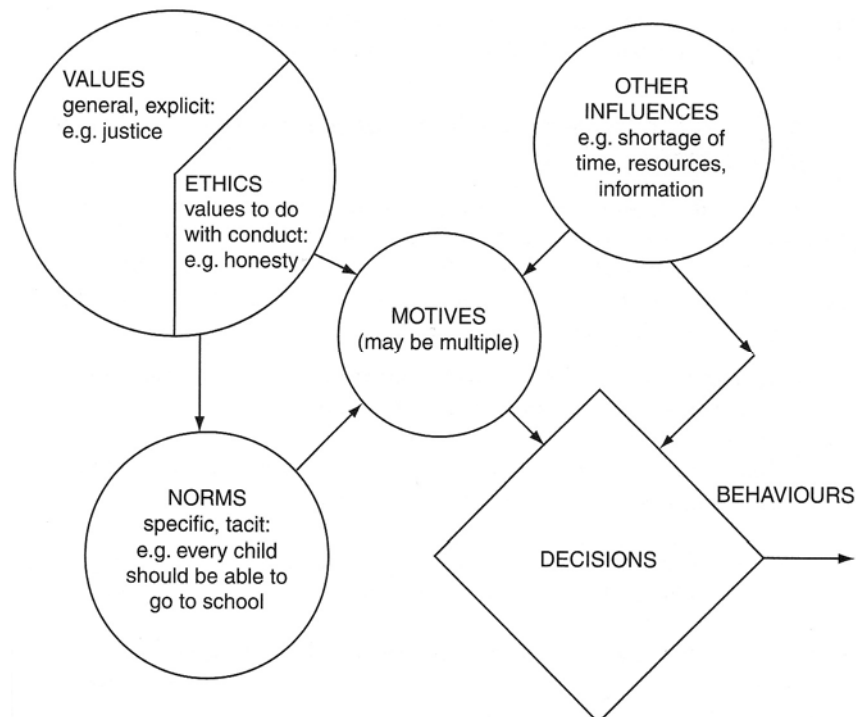 VALUES
general, explicit:
e.g. justice
ETHICS
values to do
with conduct:
e.g. honesty
OTHER
INFLUENCES
e.g. shortage of
time, resources,
information
MOTIVES
(may be multiple)
NORMS
specific, tacit:
e.g. every child
should be able to
go to school
DECISIONS
BEHAVIOURS